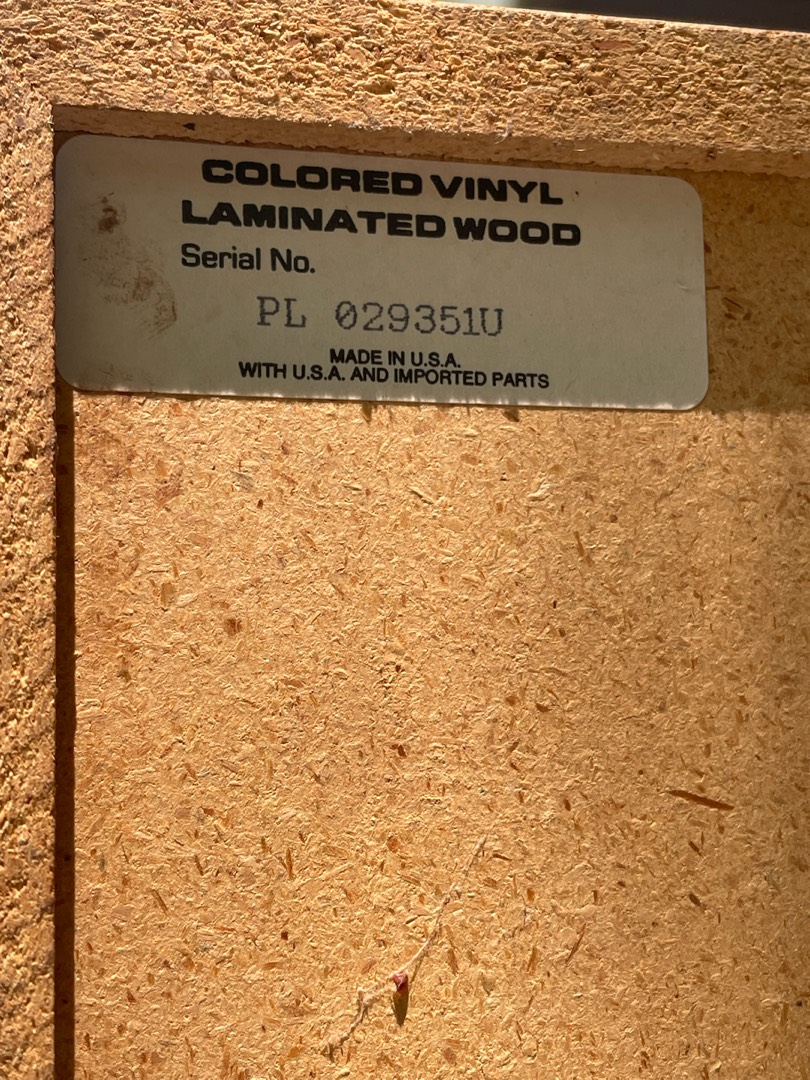 COLORED VINYL
LAMINATED WOOD
Serial No.
PL 029351U
MADE IN U.S.A.
WITH U.S.A. AND IMPORTED PARTS